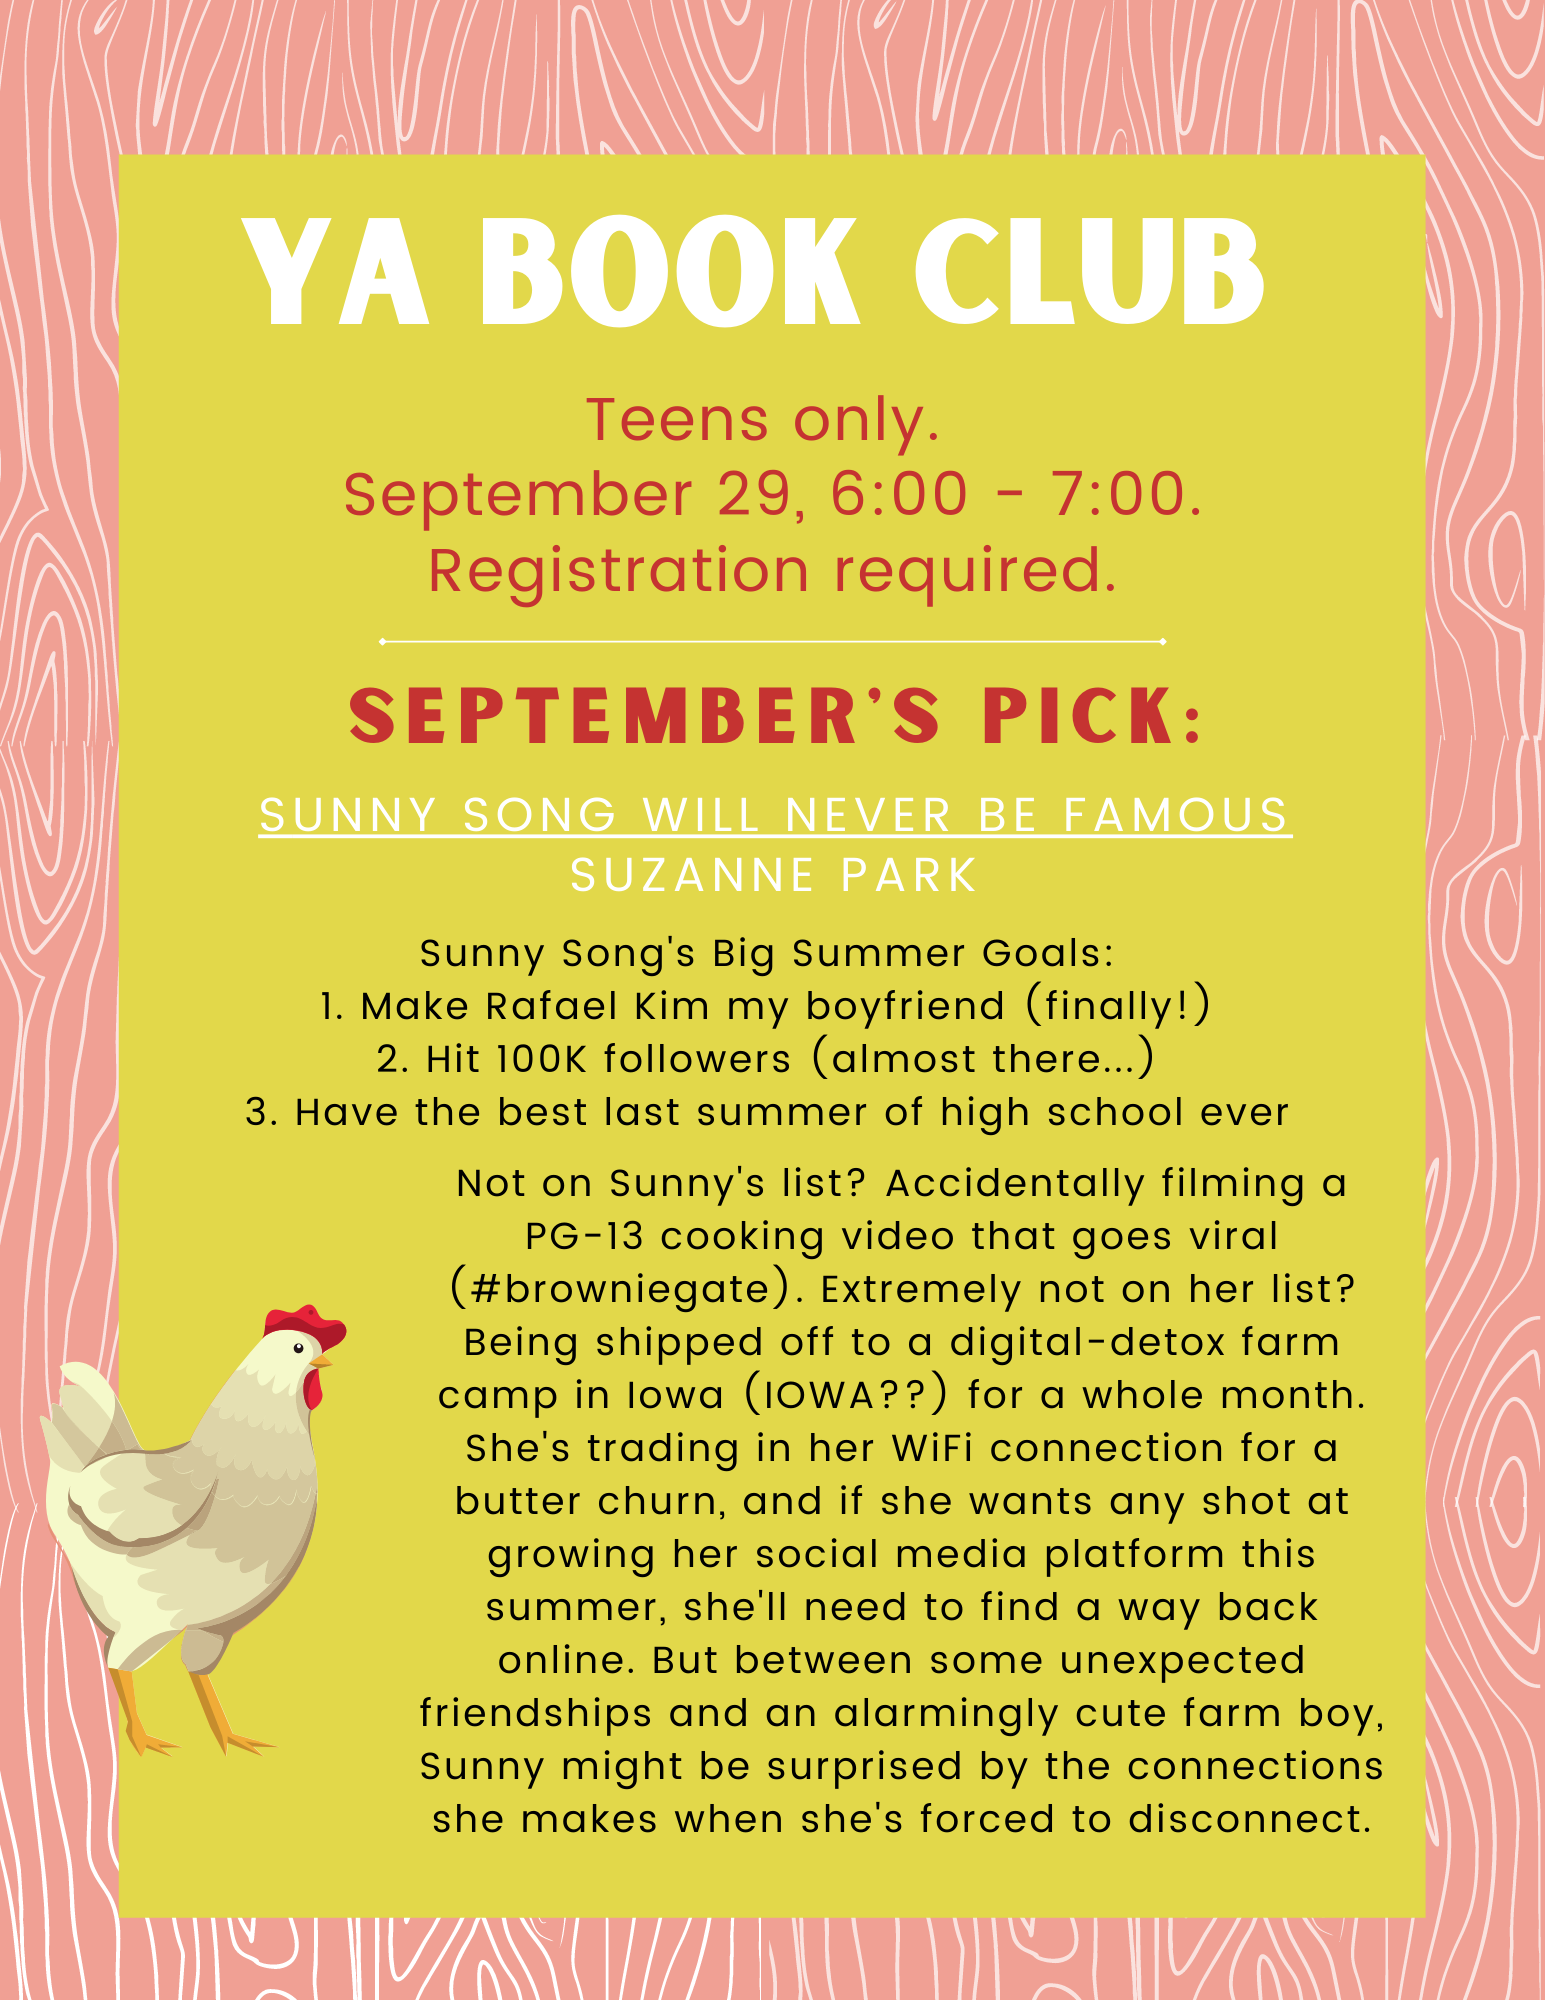 YA BOOK CLUB
Teens only.
September 29, 6:00 - 7:00.
Registration required.
SEPTEMBER'S PICK:
SUNNY SONG WILL NEVER BE FAMOUS
SUZANNE PARK
Sunny Song's Big Summer Goals:
1. Make Rafael Kim my boyfriend (finally!)
2. Hit 100K followers (almost there...)
3. Have the best last summer of high school ever
Not on Sunny's list? Accidentally filming a
PG-13 cooking video that goes viral
(#browniegate). Extremely not on her list?
Being shipped off to a digital-detox farm
camp in Iowa (IOWA??) for a whole month.
She's trading in her WiFi connection for a
butter churn, and if she wants any shot at
growing her social media platform this
summer, she'll need to find a way back
online. But between some unexpected
friendships and an alarmingly cute farm boy,
Sunny might be surprised by the connections
she makes when she's forced to disconnect.